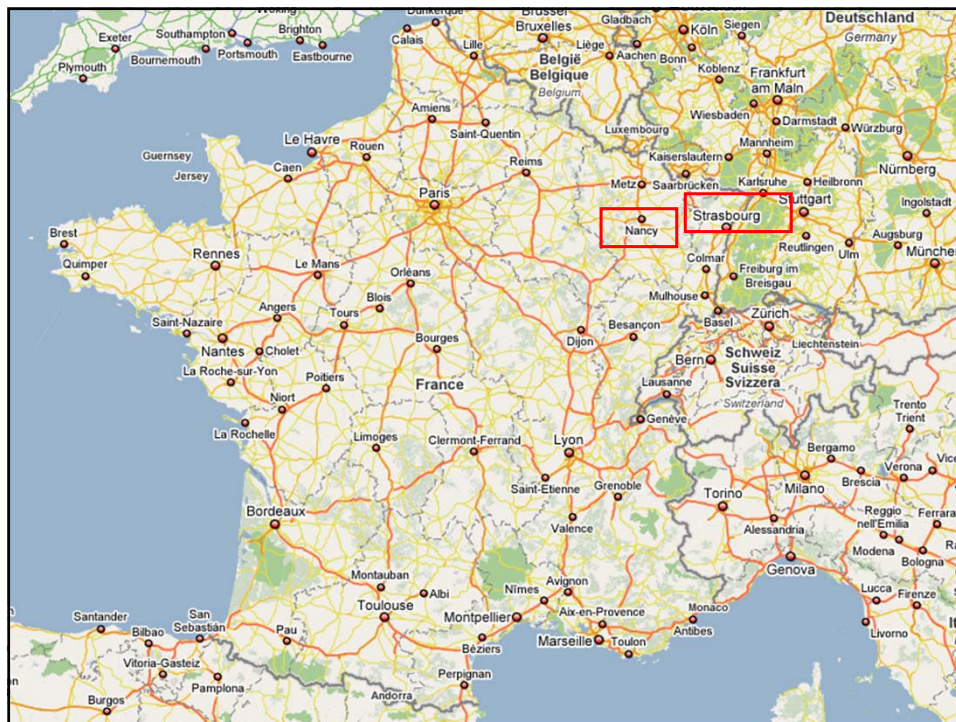 Exeter
Plymouth
Southampton
Bournemouth
Portsmouth
Brighton
Eastbourne
Calais
Lille
Bruxelles
België
Belgique
Belgium
Liège
Gladbach
Aachen
Köln
Bonn
Siegen
Koblenz
Deutschland
Germany
Frankfurt
am Main
Wiesbaden
Darmstadt
Würzburg
Mannheim
Nürnberg
Luxembourg
Kaiserslautern
Saarbrücken
Karlsruhe
Heilbronn
Stuttgart
Ingolstadt
Reutlingen
Ulm
Augsburg
München
Guernsey
Jersey
Le Havre
Caen
Rouen
Amiens
Saint-Quentin
Reims
Paris
Metz
Nancy
Strasbourg
Colmar
Freiburg im
Breisgau
Mulhouse
Basel
Zürich
Liechtenstein
Brest
Quimper
Rennes
Le Mans
Orléans
Blois
Angers
Tours
Saint-Nazaire
Nantes
Cholet
La Roche-sur-Yon
Bourges
Dijon
Besançon
Bern
Schweiz
Suisse
Svizzera
Switzerland
Lausanne
Genève
France
Poitiers
Niort
La Rochelle
Limoges
Clermont-Ferrand
Lyon
Saint-Etienne
Grenoble
Valence
Trento
Trient
Bergamo
Brescia
Verona
Milano
Torino
Alessandria
Reggio
nell'Emilia
Ferrara
Modena
Bologna
Genova
Bordeaux
Montauban
Albi
Toulouse
Montpellier
Nîmes
Avignon
Aix-en-Provence
Marseille
Toulon
Monaco
Antibes
Lucca
Firenze
Livorno
Santander
Bilbao
San
Sebastián
Vitoria-Gasteiz
Pamplona
Burgos
Pau
Béziers
Perpignan
Andorra